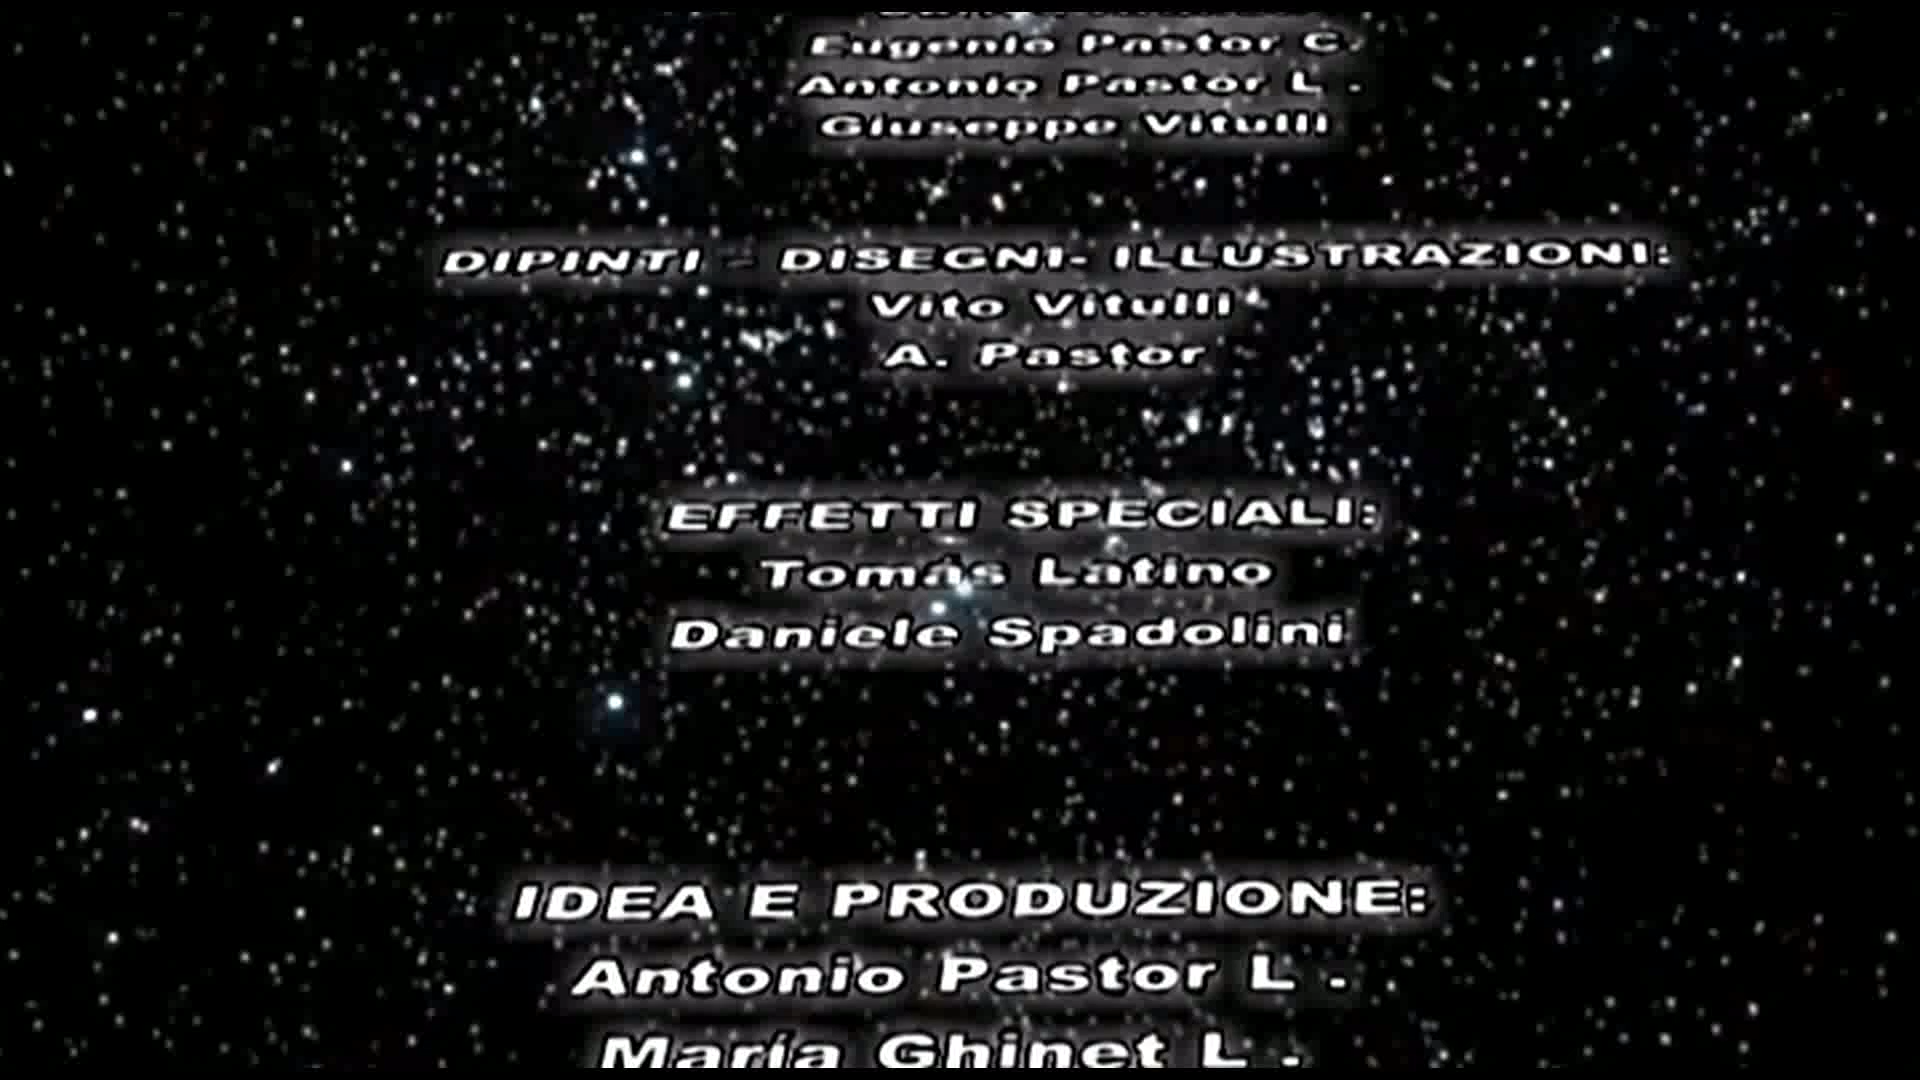 Eugenio Pastor C.
Antonio Pastor L .
Giuseppe Vitulli
DIPINTI - DISEGNI- ILLUSTRAZIONI:
Vito Vitulli
A. Pastor
EFFETTI SPECIALI:
Tomás Latino
Daniele Spadolini
IDEA E PRODUZIONE:
Antonio Pastor L .
María Ghinet L .